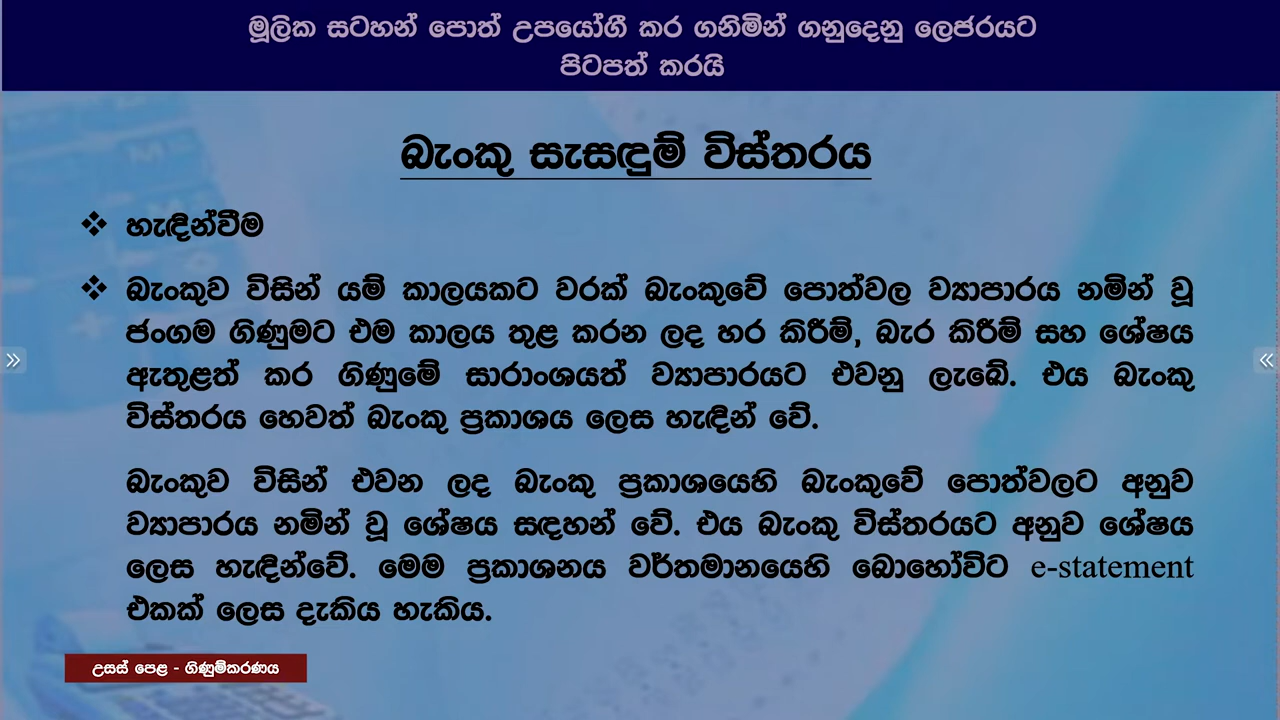 මූලික සටහන් පොත් උපයෝගී කර ගනිමින් ගනුදෙනු ලෙජරයට
පිටපත් කරයි
බැංකු සැසඳුම් විස්තරය
❖ හැඳින්වීම
❖ බැංකුව විසින් යම් කාලයකට වරක් බැංකුවේ පොත්වල ව්‍යාපාරය නමින් වූ
ජංගම ගිණුමට එම කාලය තුළ කරන ලද හර කිරීම්, බැර කිරීම් සහ ශේෂය
ඇතුළත් කර ගිණුමේ සාරාංශයත් ව්‍යාපාරයට එවනු ලැබේ. එය බැංකු
විස්තරය හෙවත් බැංකු ප්‍රකාශය ලෙස හැඳින් වේ.
බැංකුව විසින් එවන ලද බැංකු ප්‍රකාශයෙහි බැංකුවේ පොත්වලට අනුව
ව්‍යාපාරය නමින් වූ ශේෂය සඳහන් වේ. එය බැංකු විස්තරයට අනුව ශේෂය
ලෙස හැඳින්වේ. මෙම ප්‍රකාශනය වර්තමානයෙහි බොහෝවිට e-statement
එකක් ලෙස දැකිය හැකිය.
උසස් පෙළ - ගිණුම්කරණය